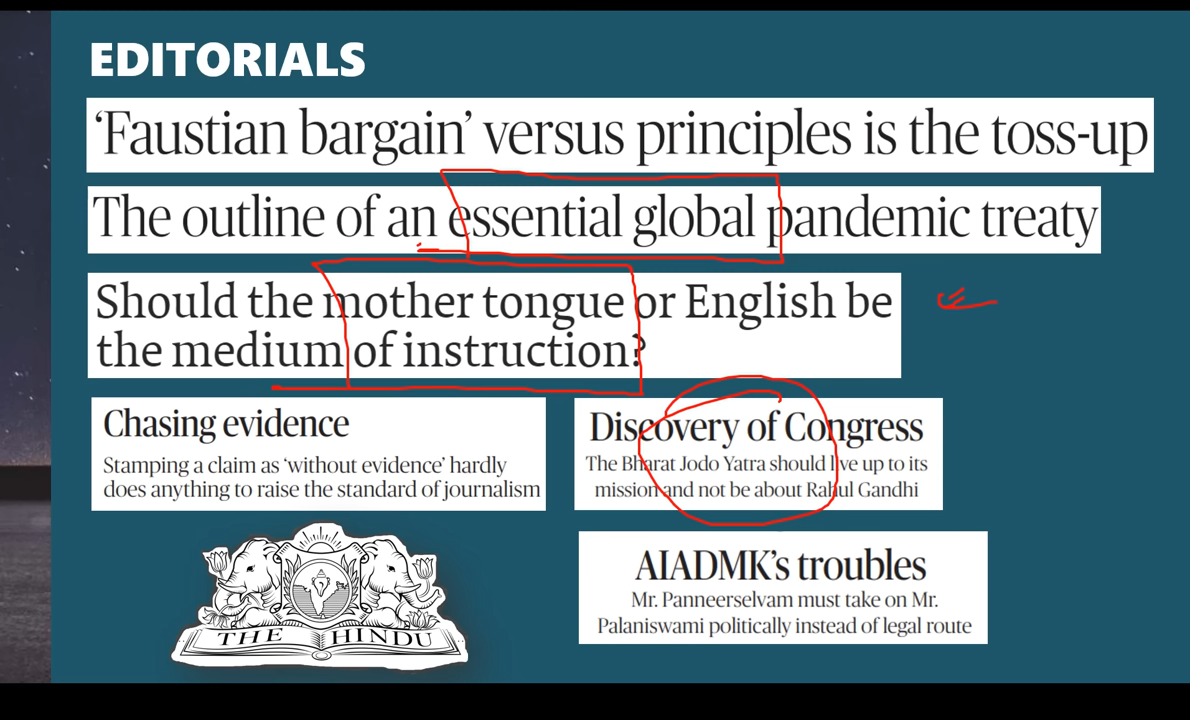 EDITORIALS
‘Faustian bargain’ versus principles is the toss-up
The outline of an essential global pandemic treaty
Should the mother tongue or English be
the medium of instruction?
Chasing evidence
Stamping a claim as ‘without evidence’ hardly
does anything to raise the standard of journalism
Discovery of Congress
The Bharat Jodo Yatra should live up to its
mission and not be about Rahul Gandhi
AIADMK’s troubles
Mr. Panneerselvam must take on Mr.
Palaniswami politically instead of legal route
THE HINDU